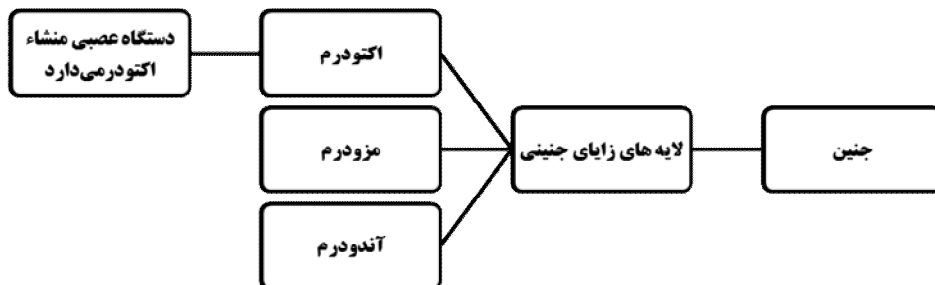 جنین
لایه های زایای جنینی
اکتودرم
مزودرم
آندودرم
دستگاه عصبی منشاء
اکتودرمی‌دارد